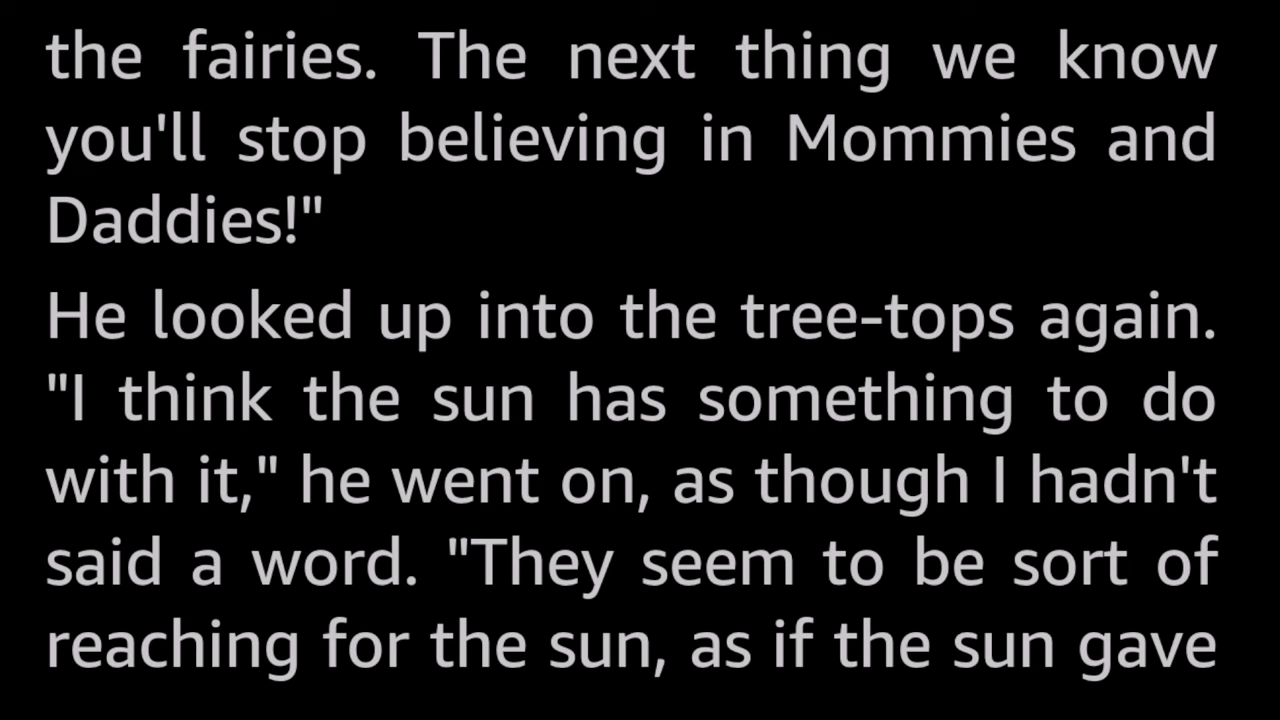 the fairies. The next thing we know
you'll stop believing in Mommies and
Daddies!"
He looked up into the tree-tops again.
"I think the sun has something to do
with it," he went on, as though I hadn't
said a word. "They seem to be sort of
reaching for the sun, as if the sun gave